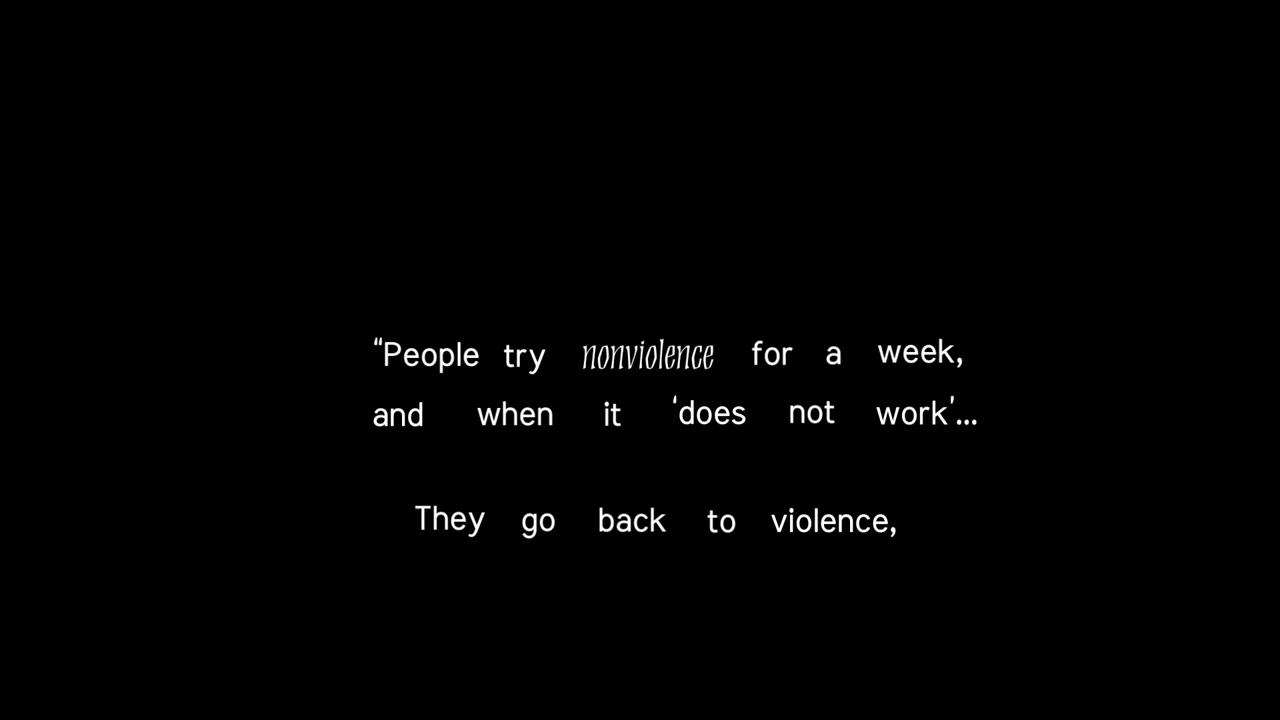 “People try nonviolence for a week,
and when it ‘does not work’...
They go back to violence,